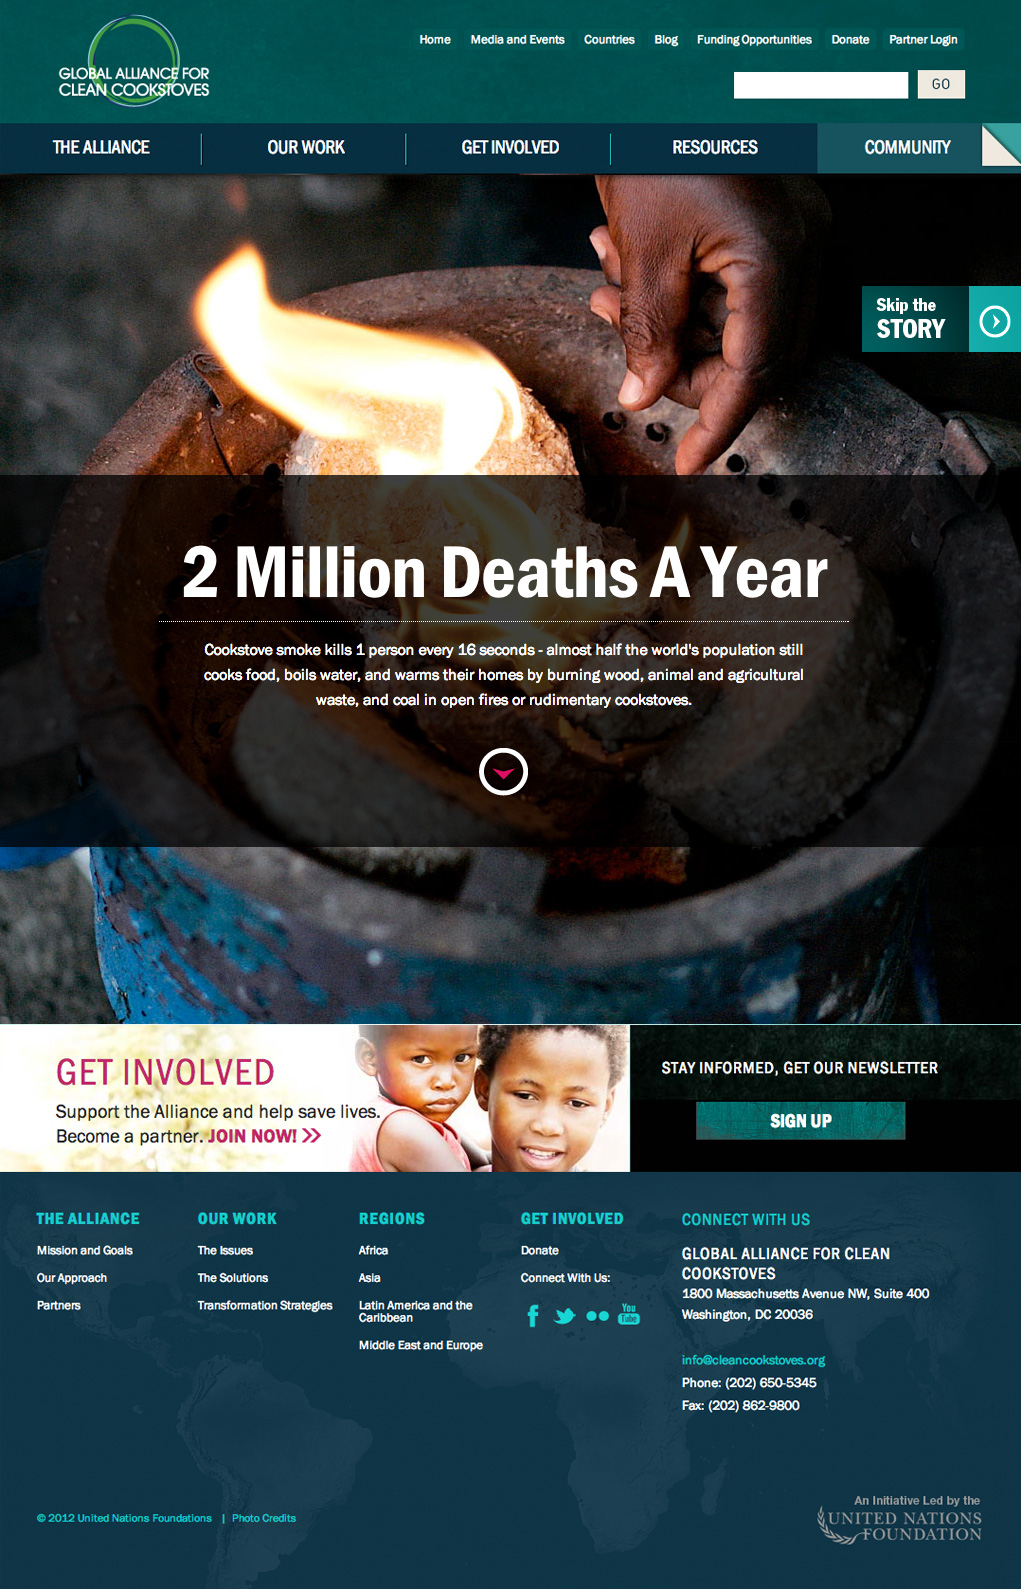 GLOBAL ALLIANCE FOR
CLEAN COOKSTOVES
Home Media and Events Countries Blog Funding Opportunities Donate Partner Login
GO
THE ALLIANCE OUR WORK GET INVOLVED RESOURCES COMMUNITY
Skip the
STORY
2 Million Deaths A Year
Cookstove smoke kills 1 person every 16 seconds - almost half the world's population still
cooks food, boils water, and warms their homes by burning wood, animal and agricultural
waste, and coal in open fires or rudimentary cookstoves.
GET INVOLVED
Support the Alliance and help save lives.
Become a partner. JOIN NOW!
STAY INFORMED, GET OUR NEWSLETTER
SIGN UP
THE ALLIANCE
Mission and Goals
Our Approach
Partners
OUR WORK
The Issues
The Solutions
Transformation Strategies
REGIONS
Africa
Asia
Latin America and the
Caribbean
Middle East and Europe
GET INVOLVED
Donate
Connect With Us:
f
You
Tube
CONNECT WITH US
GLOBAL ALLIANCE FOR CLEAN
COOKSTOVES
1800 Massachusetts Avenue NW, Suite 400
Washington, DC 20036
info@cleancookstoves.org
Phone: (202) 650-5345
Fax: (202) 862-9800
© 2012 United Nations Foundations | Photo Credits
An Initiative Led by the
UNITED NATIONS
FOUNDATION